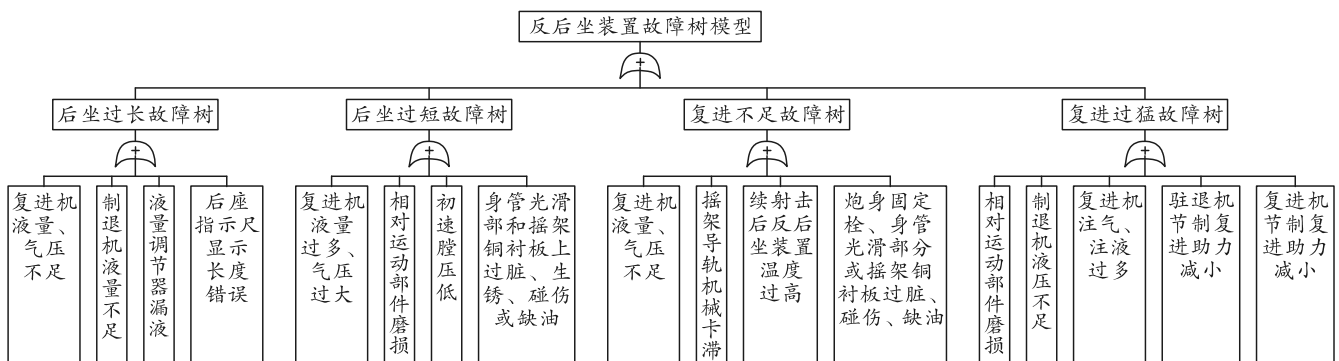 反后坐装置故障树模型
+
后坐过长故障树
后坐过短故障树
复进不足故障树
复进过猛故障树
+
+
+
+
复进机
液量、
气压
不足
制退机液量不足
液量调节器漏液
后座
指示尺
显示
长度
错误
复进机
液量
过多、
气压
过大
相对运动部件磨损
初速膛压低
身管光滑
部和摇架
铜衬板上
过脏、生
锈、碰伤
或缺油
复进机
液量、
气压
不足
摇架导轨机械卡滞
续射击
后反后
坐装置
温度
过高
炮身固定
栓、身管
光滑部分
或摇架铜
衬板过脏、
碰伤、缺油
相对运动部件磨损
制退机液压不足
复进机
注气、
注液
过多
驻退机
节制复
进助力
减小
复进机
节制复
进助力
减小